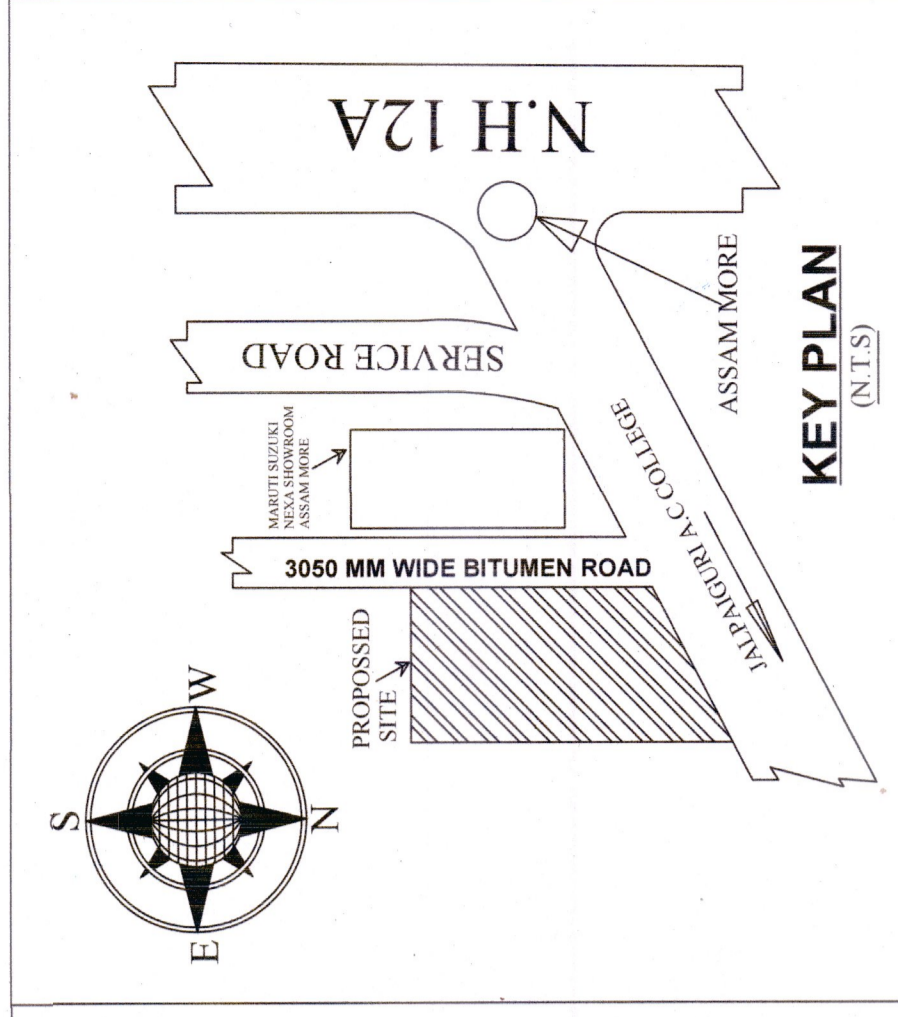 N.H 12A
SERVICE ROAD
MARUTI SUZUKI
NEXA SHOWROOM
ASSAM MORE
3050 MM WIDE BITUMEN ROAD
JALPAIGURI A.C COLLEGE
ASSAM MORE
PROPOSSED
SITE
S
W
E
N
KEY PLAN
(N.T.S)